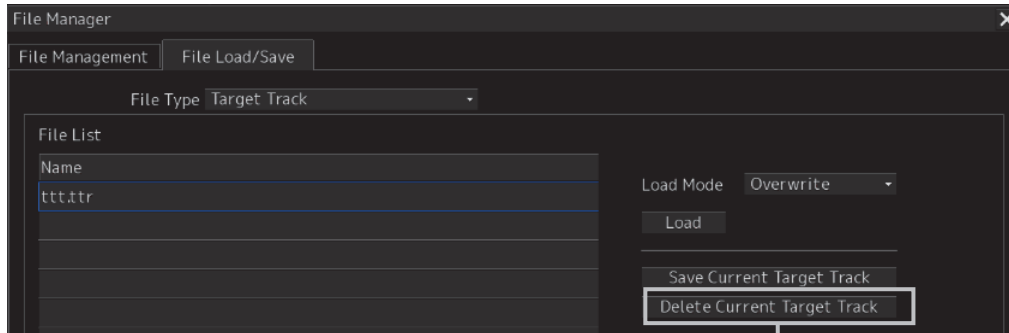 File Manager
File Management
File Load/Save
File Type Target Track
File List
Name
ttt.ttr
Load Mode Overwrite
Load
Save Current Target Track
Delete Current Target Track